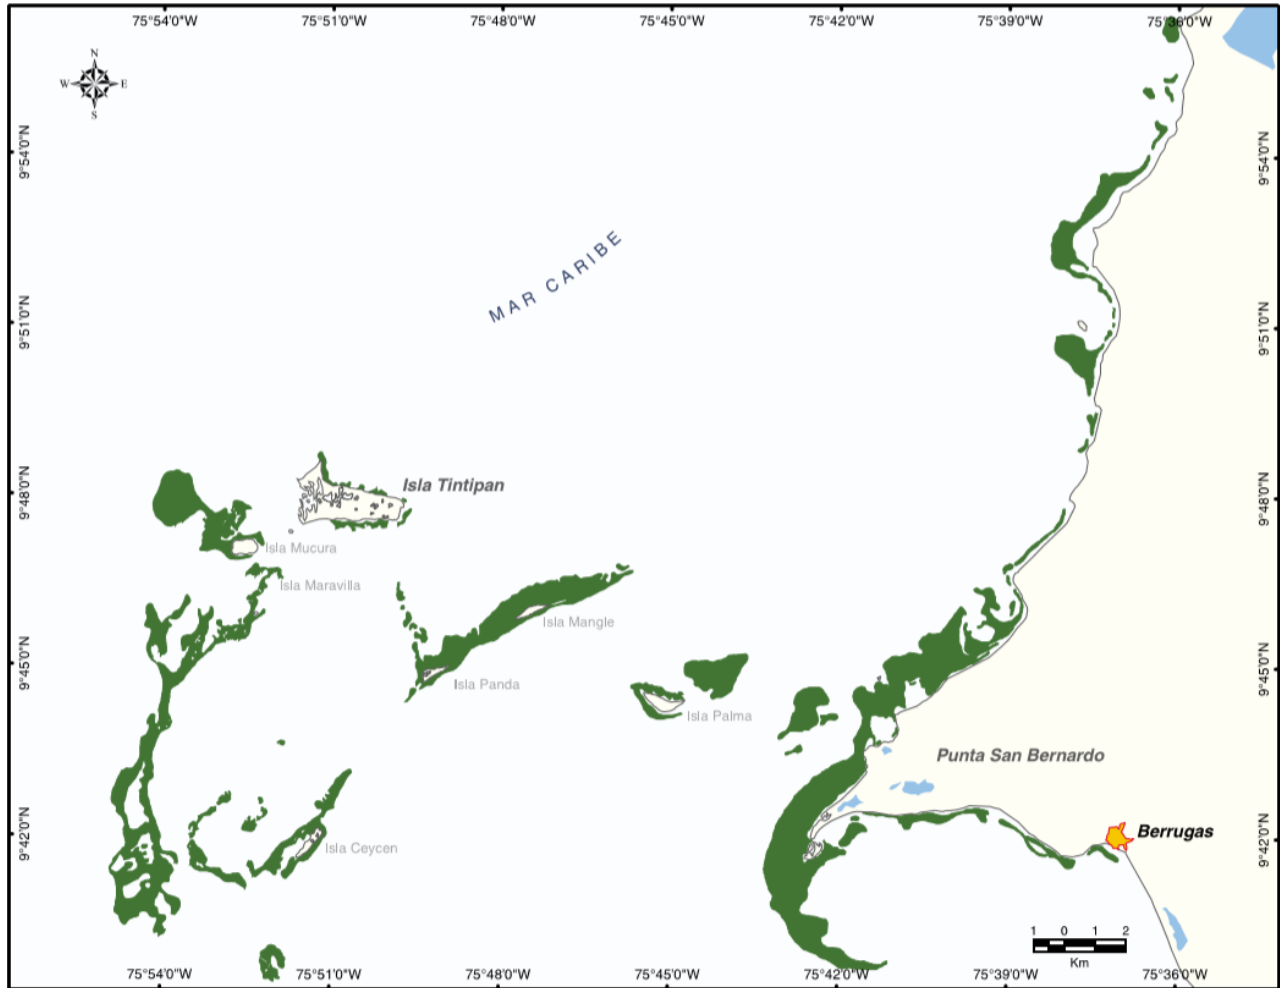 75°54'0"W 75°51'0"W 75°48'0"W 75°45'0"W 75°42'0"W 75°39'0"W 75°36'0"W
N
W E
S
9°54'0"N 9°54'0"N
MAR CARIBE
9°51'0"N 9°51'0"N
Isla Tintipan
9°48'0"N 9°48'0"N
Isla Mucura
Isla Maravilla
Isla Mangle
9°45'0"N 9°45'0"N
Isla Panda
Isla Palma
Punta San Bernardo
9°42'0"N 9°42'0"N
Berrugas
Isla Ceycen
1 0 1 2
Km
75°54'0"W 75°51'0"W 75°48'0"W 75°45'0"W 75°42'0"W 75°39'0"W 75°36'0"W